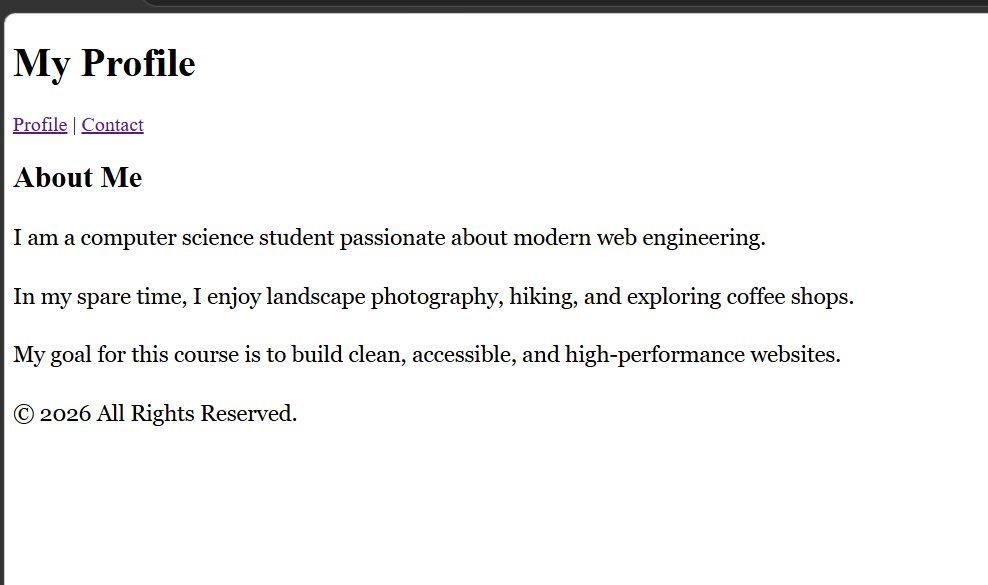 My Profile
Profile | Contact
About Me
I am a computer science student passionate about modern web engineering.
In my spare time, I enjoy landscape photography, hiking, and exploring coffee shops.
My goal for this course is to build clean, accessible, and high-performance websites.
© 2026 All Rights Reserved.